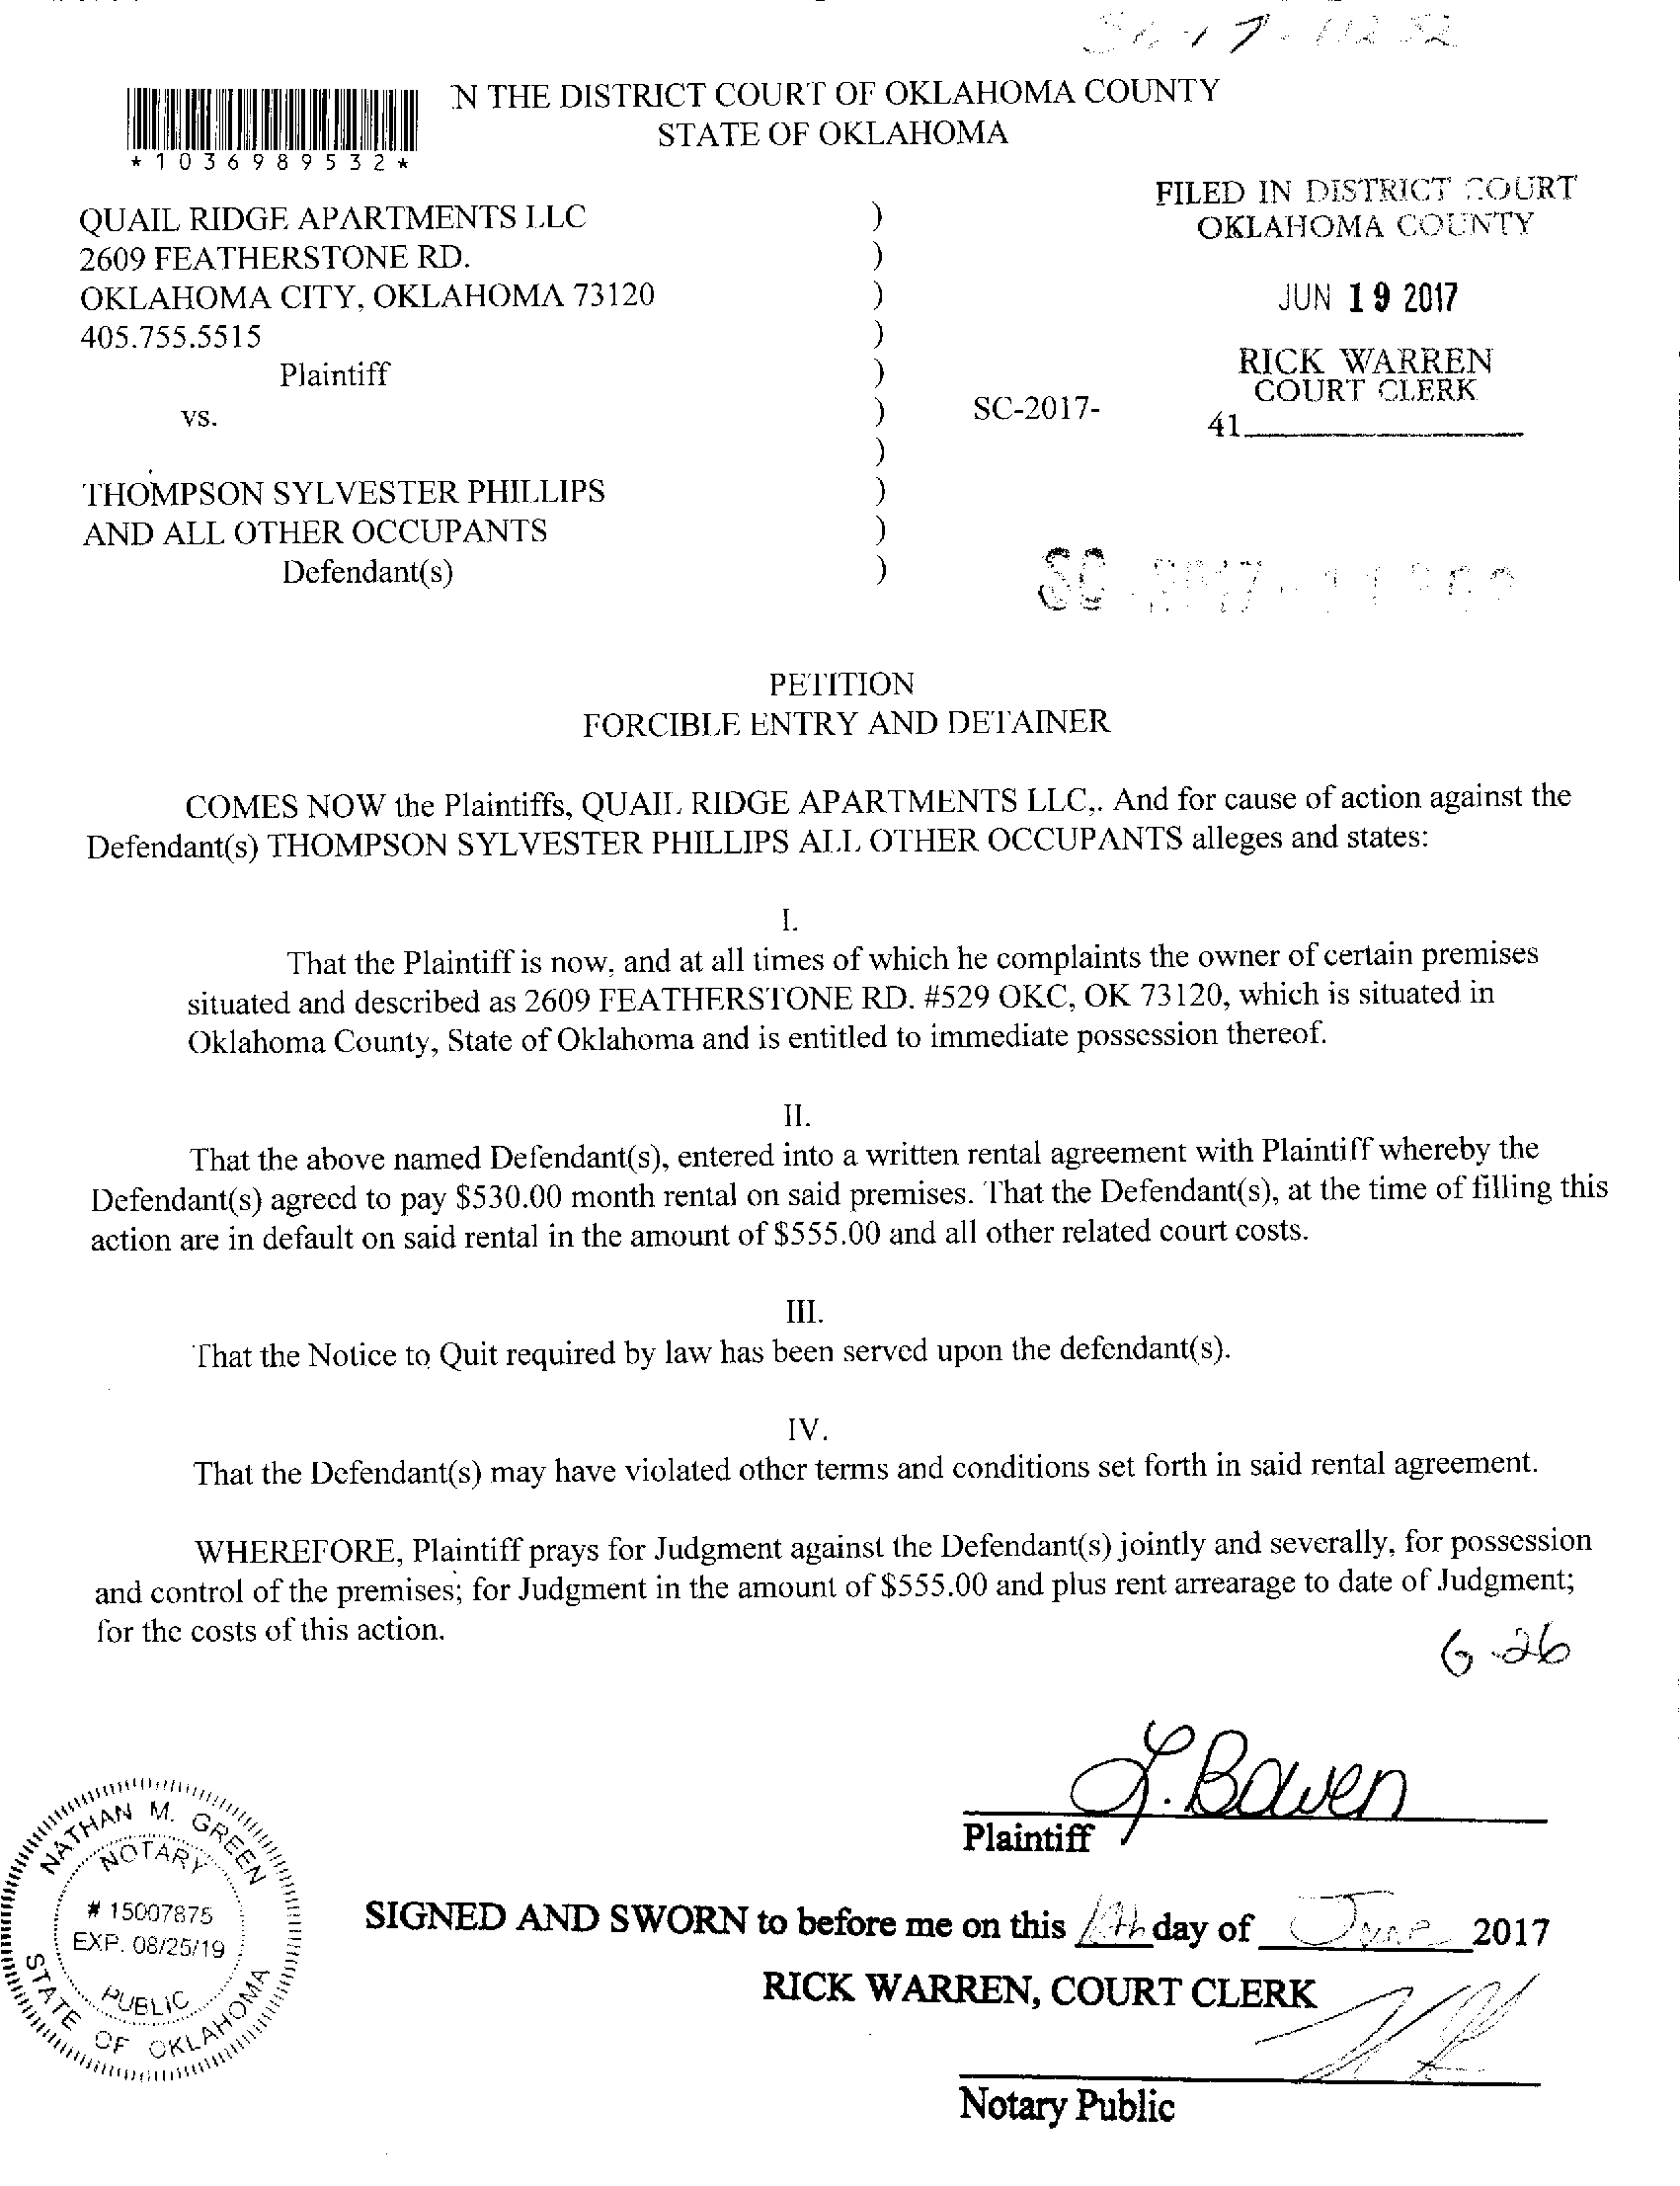 N THE DISTRICT COURT OF OKLAHOMA COUNTY
STATE OF OKLAHOMA
*1036989532*
FILED IN DISTRICT COURT
OKLAHOMA COUNTY
JUN 19 2017
RICK WARREN
COURT CLERK
41
QUAIL RIDGE APARTMENTS LLC )
2609 FEATHERSTONE RD. )
OKLAHOMA CITY, OKLAHOMA 73120 )
405.755.5515 )
Plaintiff )
vs. ) SC-2017-
)
THOMPSON SYLVESTER PHILLIPS )
AND ALL OTHER OCCUPANTS )
Defendant(s) )
SC
PETITION
FORCIBLE ENTRY AND DETAINER
COMES NOW the Plaintiffs, QUAIL RIDGE APARTMENTS LLC,. And for cause of action against the
Defendant(s) THOMPSON SYLVESTER PHILLIPS ALL OTHER OCCUPANTS alleges and states:
I.
That the Plaintiff is now, and at all times of which he complaints the owner of certain premises
situated and described as 2609 FEATHERSTONE RD. #529 OKC, OK 73120, which is situated in
Oklahoma County, State of Oklahoma and is entitled to immediate possession thereof.
II.
That the above named Defendant(s), entered into a written rental agreement with Plaintiff whereby the
Defendant(s) agreed to pay $530.00 month rental on said premises. That the Defendant(s), at the time of filling this
action are in default on said rental in the amount of $555.00 and all other related court costs.
III.
That the Notice to Quit required by law has been served upon the defendant(s).
IV.
That the Defendant(s) may have violated other terms and conditions set forth in said rental agreement.
WHEREFORE, Plaintiff prays for Judgment against the Defendant(s) jointly and severally, for possession
and control of the premises; for Judgment in the amount of $555.00 and plus rent arrearage to date of Judgment;
for the costs of this action.
6-26
L. Bowen
Plaintiff
NATHAN M. GREEN
NOTARY
# 15007875
EXP. 08/25/19
PUBLIC
STATE OF OKLAHOMA
SIGNED AND SWORN to before me on this day of June 2017
RICK WARREN, COURT CLERK
Notary Public